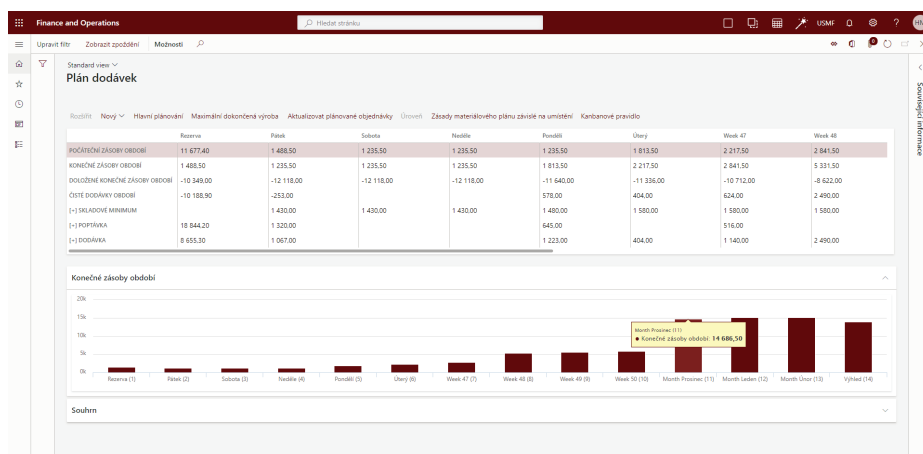 Finance and Operations
Hledat stránku
USMF
?
HM
Upravit filtr Zobrazit zpoždění Možnosti
0
Standard view
Plán dodávek
Rozšířit Nový Hlavní plánování Maximální dokončená výroba Aktualizovat plánované objednávky Úroveň Zásady materiálového plánu závislé na umístění Kanbanové pravidlo
Rezerva Pátek Sobota Neděle Pondělí Úterý Week 47 Week 48
POČÁTEČNÍ ZÁSOBY OBDOBÍ 11 677,40 1 488,50 1 235,50 1 235,50 1 235,50 1 813,50 2 217,50 2 841,50
KONEČNÉ ZÁSOBY OBDOBÍ 1 488,50 1 235,50 1 235,50 1 235,50 1 813,50 2 217,50 2 841,50 5 331,50
DOLOŽENÉ KONEČNÉ ZÁSOBY OBDOBÍ -10 349,00 -12 118,00 -12 118,00 -12 118,00 -11 640,00 -11 336,00 -10 712,00 -8 622,00
ČISTÉ DODÁVKY OBDOBÍ -10 188,90 -253,00 578,00 404,00 624,00 2 490,00
[+] SKLADOVÉ MINIMUM 1 430,00 1 430,00 1 430,00 1 480,00 1 580,00 1 580,00 1 580,00
[+] POPTÁVKA 18 844,20 1 320,00 645,00 516,00
[+] DODÁVKA 8 655,30 1 067,00 1 223,00 404,00 1 140,00 2 490,00
Související informace
Konečné zásoby období
20k
15k
10k
5k
0k
Month Prosinec (11)
Konečné zásoby období: 14 686,50
Rezerva (1) Pátek (2) Sobota (3) Neděle (4) Pondělí (5) Úterý (6) Week 47 (7) Week 48 (8) Week 49 (9) Week 50 (10) Month Prosinec (11) Month Leden (12) Month Únor (13) Výhled (14)
Souhrn